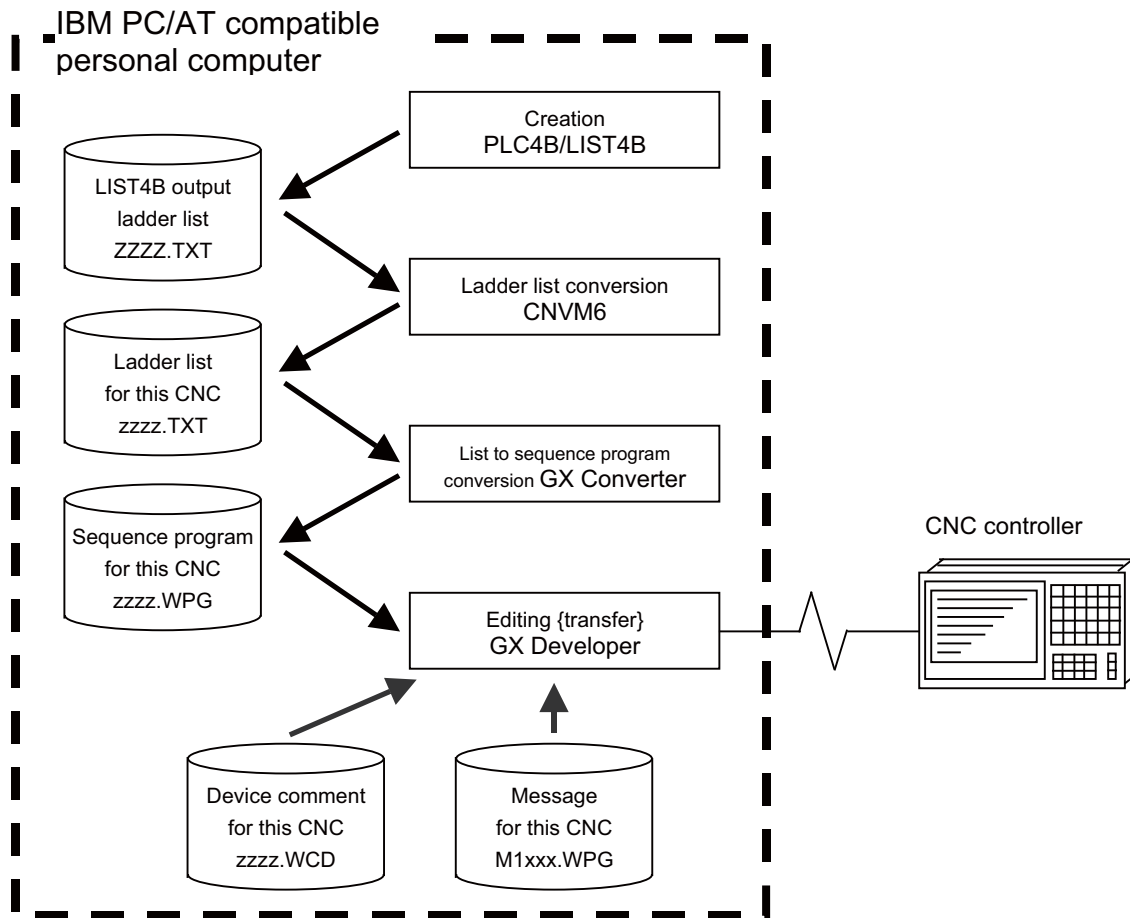 IBM PC/AT compatible
personal computer
Creation
PLC4B/LIST4B
LIST4B output
ladder list
ZZZZ.TXT
Ladder list conversion
CNVM6
Ladder list
for this CNC
zzzz.TXT
List to sequence program
conversion GX Converter
Sequence program
for this CNC
zzzz.WPG
Editing {transfer}
GX Developer
CNC controller
Device comment
for this CNC
zzzz.WCD
Message
for this CNC
M1xxx.WPG